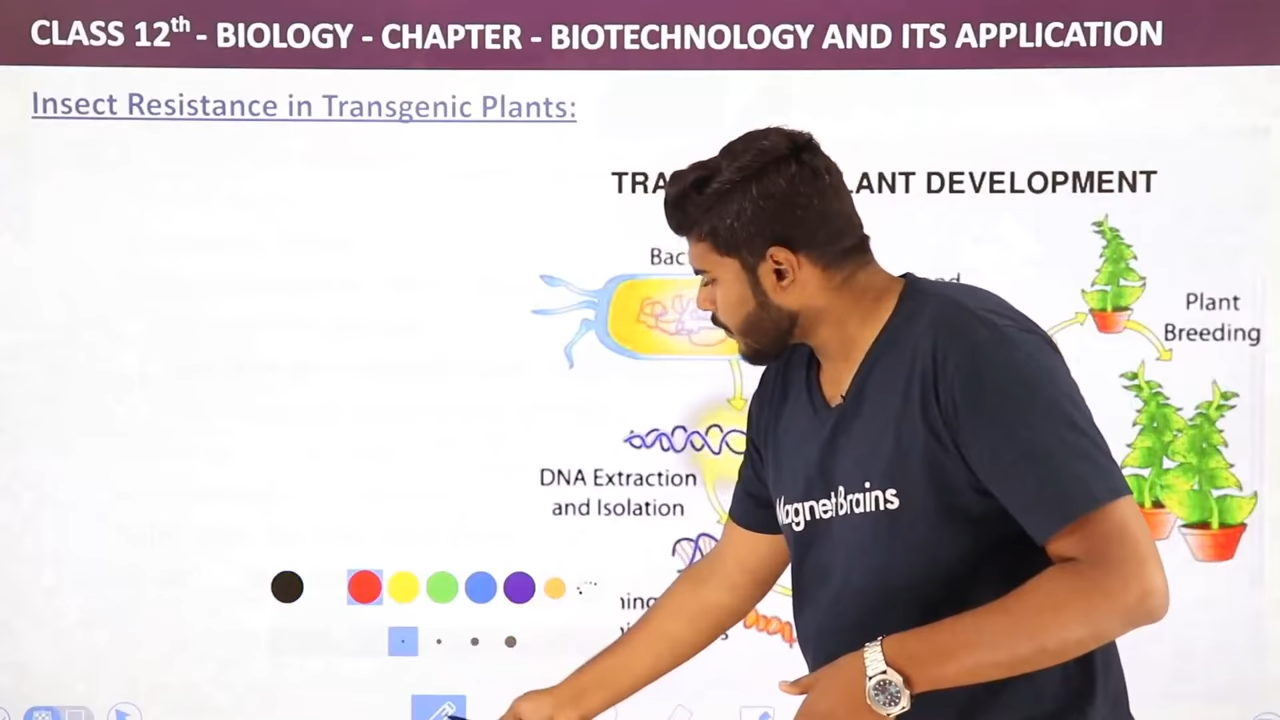 CLASS 12th - BIOLOGY - CHAPTER - BIOTECHNOLOGY AND ITS APPLICATION
Insect Resistance in Transgenic Plants:
LANT DEVELOPMENT
Plant
Breeding
DNA Extraction
and Isolation
MagnetBrains